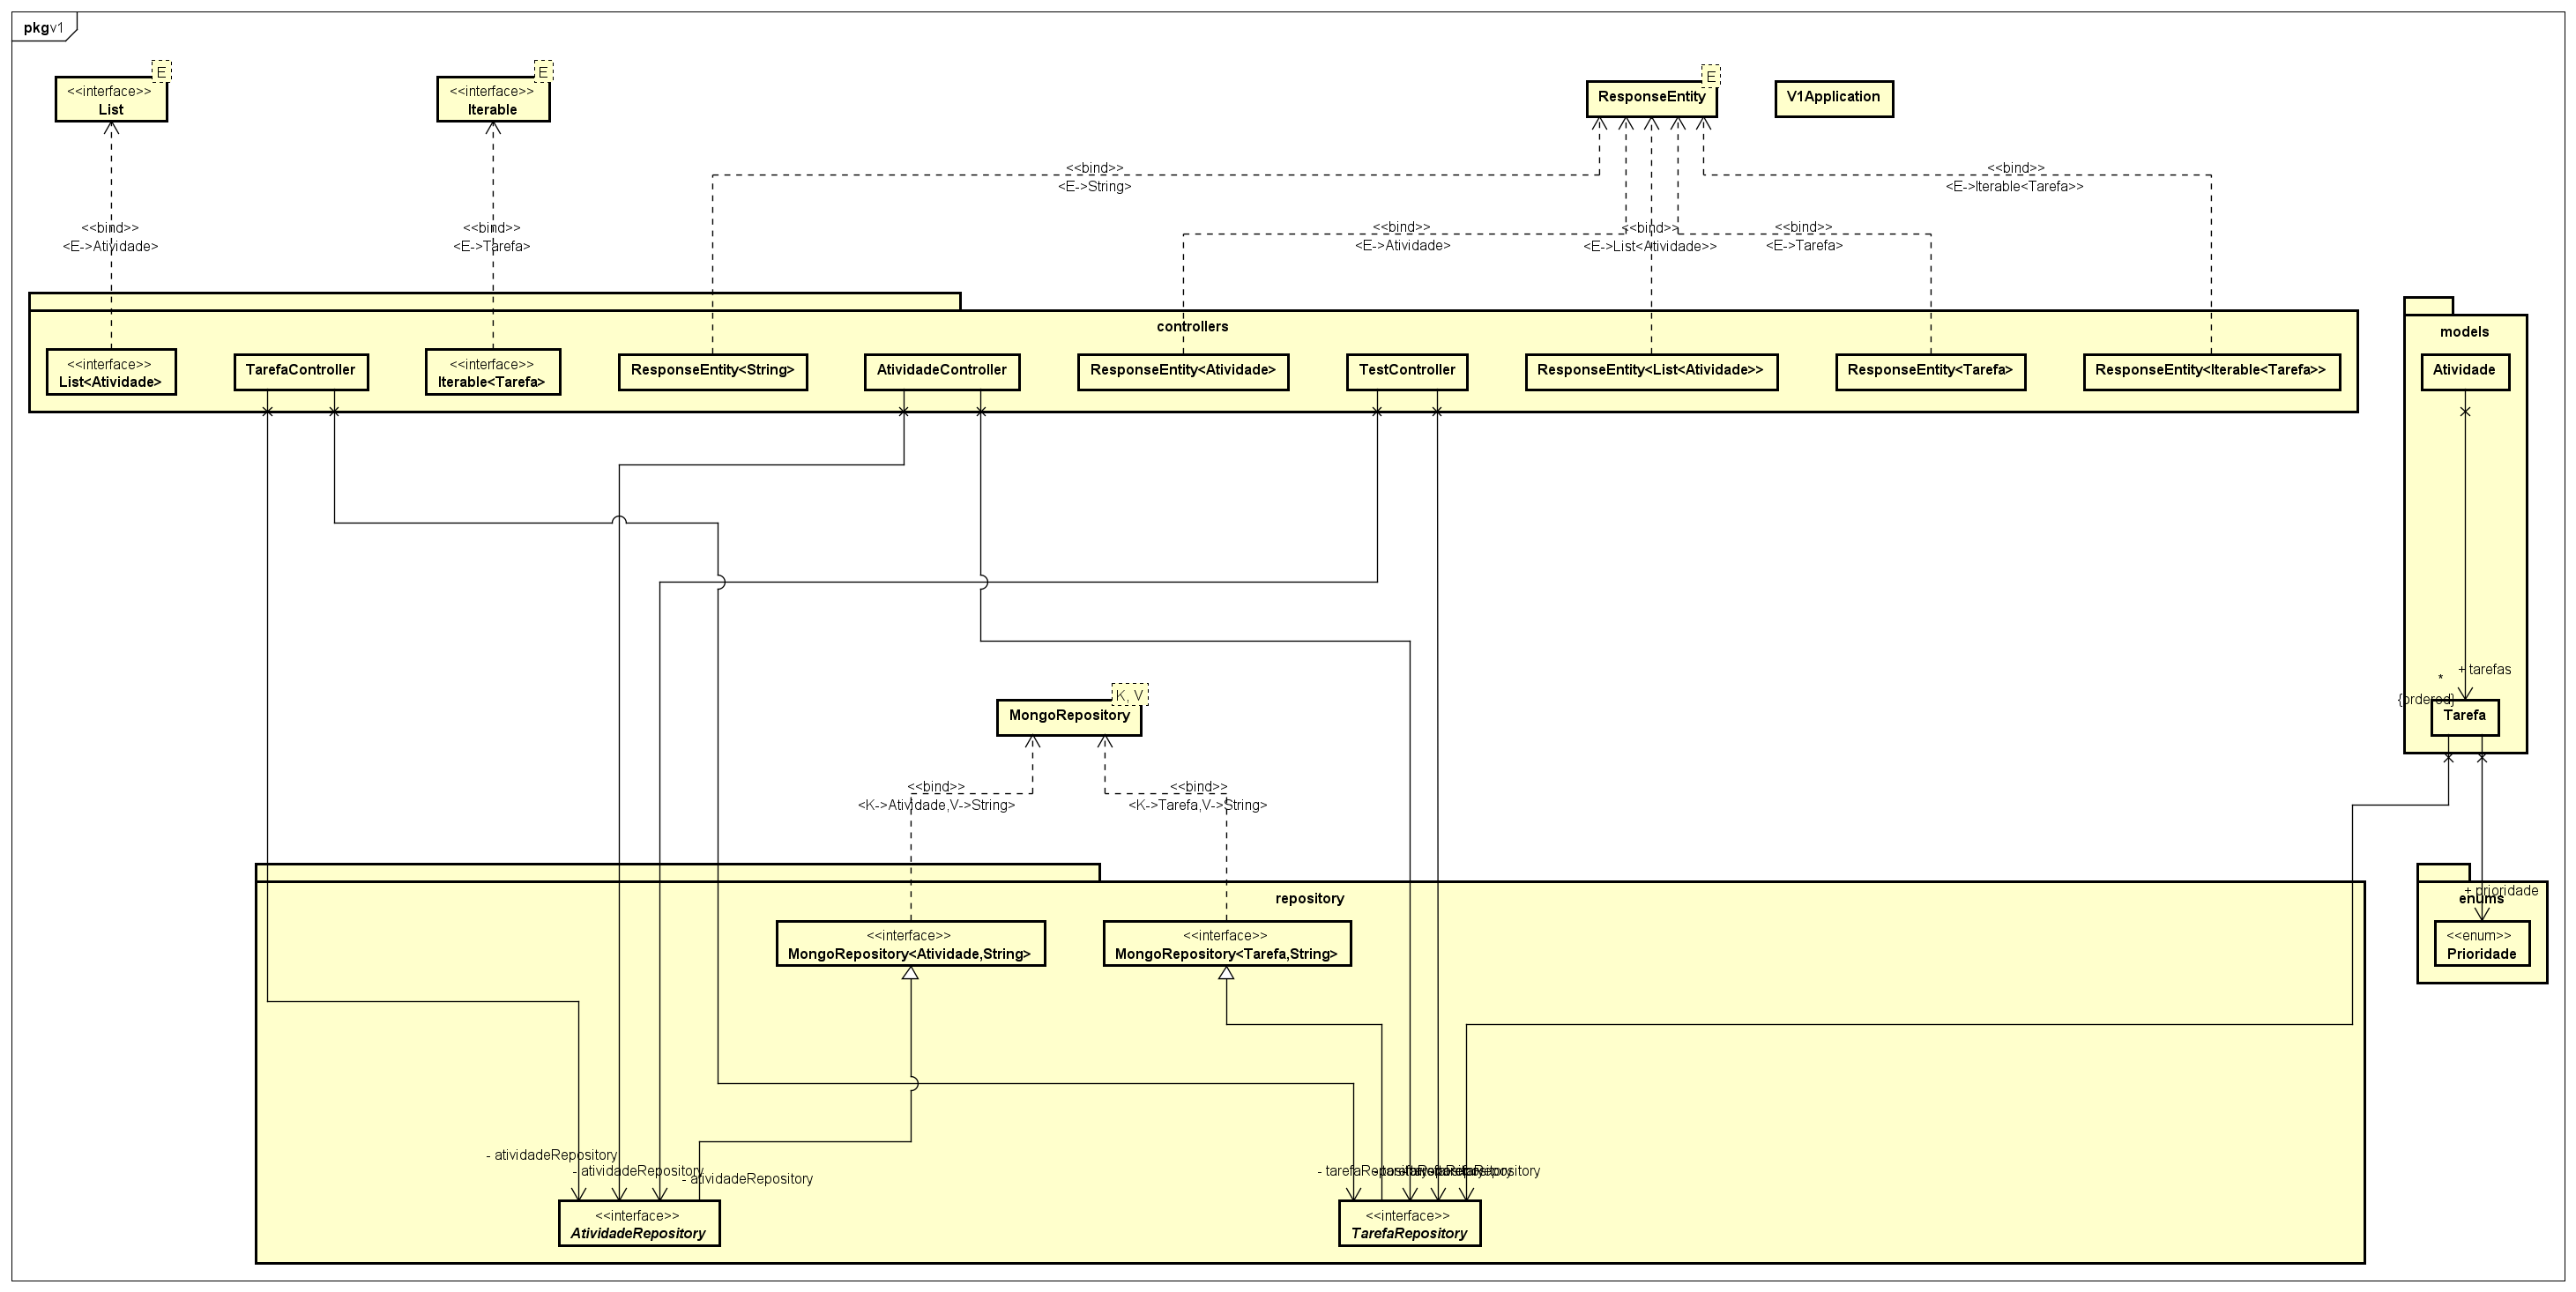 pkg v1
E
<<interface>>
List
E
<<interface>>
Iterable
E
ResponseEntity
V1Application
<<bind>>
<E->String>
<<bind>>
<E->Iterable<Tarefa>>
<<bind>>
<E->Atividade>
<<bind>>
<E->Tarefa>
<<bind>>
<E->Atividade>
<<bind>>
<E->List<Atividade>>
<<bind>>
<E->Tarefa>
controllers
<<interface>>
List<Atividade>
TarefaController
<<interface>>
Iterable<Tarefa>
ResponseEntity<String>
AtividadeController
ResponseEntity<Atividade>
TestController
ResponseEntity<List<Atividade>>
ResponseEntity<Tarefa>
ResponseEntity<Iterable<Tarefa>>
models
Atividade
+ tarefas
*
{ordered}
Tarefa
K, V
MongoRepository
<<bind>>
<K->Atividade,V->String>
<<bind>>
<K->Tarefa,V->String>
repository
<<interface>>
MongoRepository<Atividade,String>
<<interface>>
MongoRepository<Tarefa,String>
+ prioridade
enums
<<enum>>
Prioridade
- atividadeRepository
- atividadeRepository
- atividadeRepository
- tarefaRepository
- tarefaRepository
- tarefaRepository
- tarefaRepository
<<interface>>
AtividadeRepository
<<interface>>
TarefaRepository